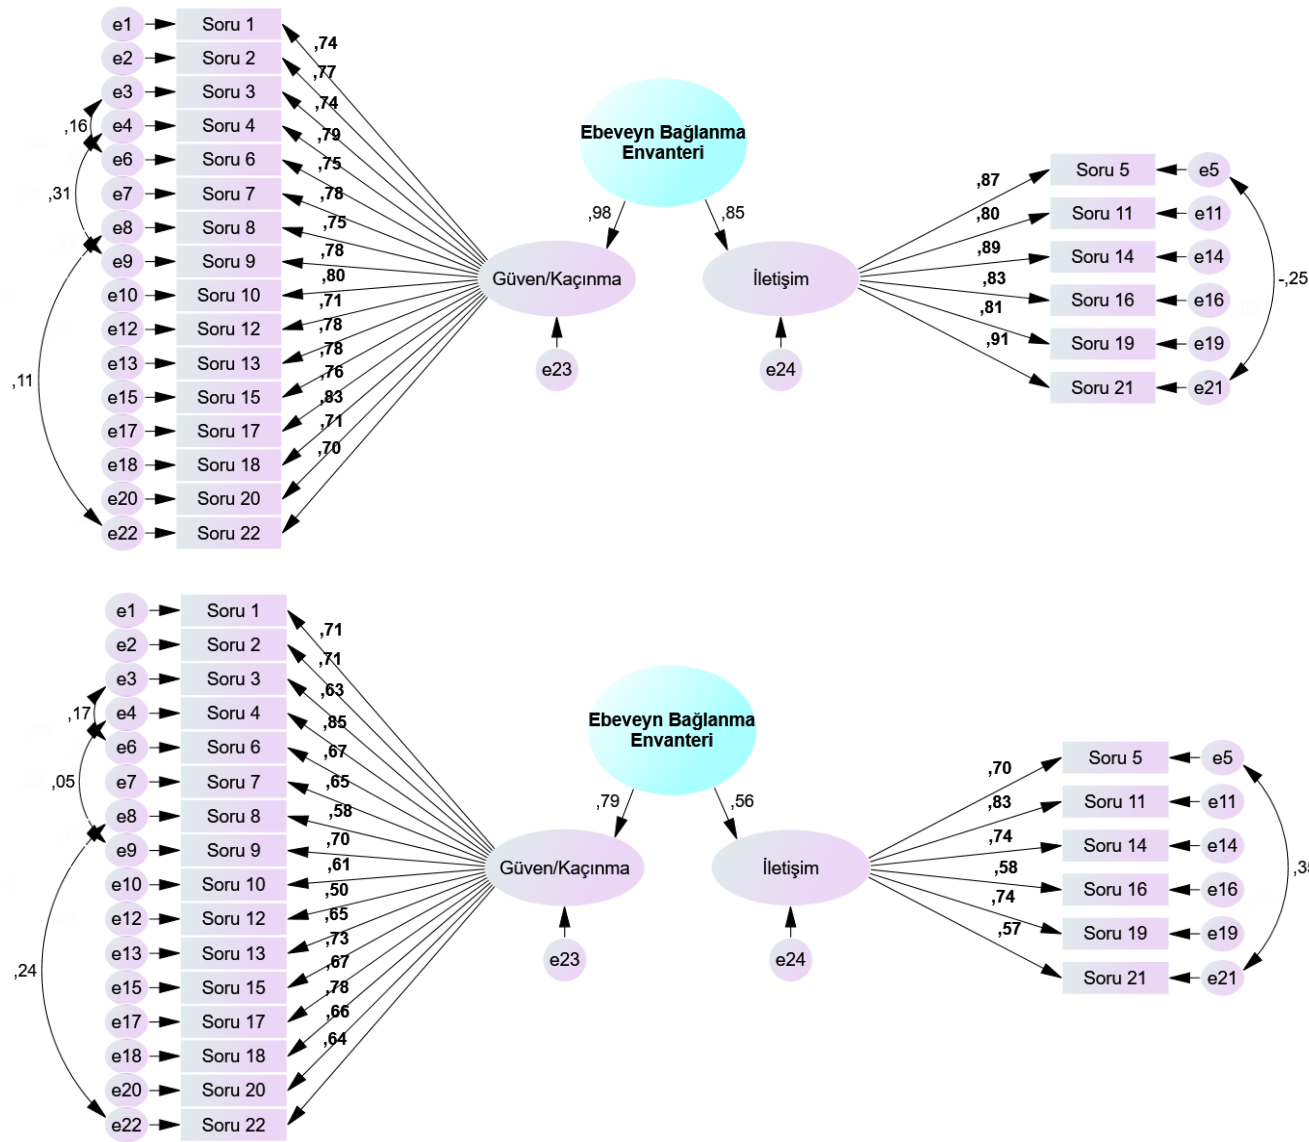 e1 Soru 1
e2 Soru 2
e3 Soru 3
e4 Soru 4
e6 Soru 6
e7 Soru 7
e8 Soru 8
e9 Soru 9
e10 Soru 10
e12 Soru 12
e13 Soru 13
e15 Soru 15
e17 Soru 17
e18 Soru 18
e20 Soru 20
e22 Soru 22
,16
,31
,11
,74
,77
,74
,79
,75
,78
,75
,78
,80
,71
,78
,78
,76
,83
,71
,70
Ebeveyn Bağlanma
Envanteri
,98
,85
Güven/Kaçınma
İletişim
e23
e24
,87
,80
,89
,83
,81
,91
Soru 5 e5
Soru 11 e11
Soru 14 e14
Soru 16 e16
Soru 19 e19
Soru 21 e21
-,25
e1 Soru 1
e2 Soru 2
e3 Soru 3
e4 Soru 4
e6 Soru 6
e7 Soru 7
e8 Soru 8
e9 Soru 9
e10 Soru 10
e12 Soru 12
e13 Soru 13
e15 Soru 15
e17 Soru 17
e18 Soru 18
e20 Soru 20
e22 Soru 22
,17
,05
,24
,71
,71
,63
,85
,67
,65
,58
,70
,61
,50
,65
,73
,67
,78
,66
,64
Ebeveyn Bağlanma
Envanteri
,79
,56
Güven/Kaçınma
İletişim
e23
e24
,70
,83
,74
,58
,74
,57
Soru 5 e5
Soru 11 e11
Soru 14 e14
Soru 16 e16
Soru 19 e19
Soru 21 e21
,35